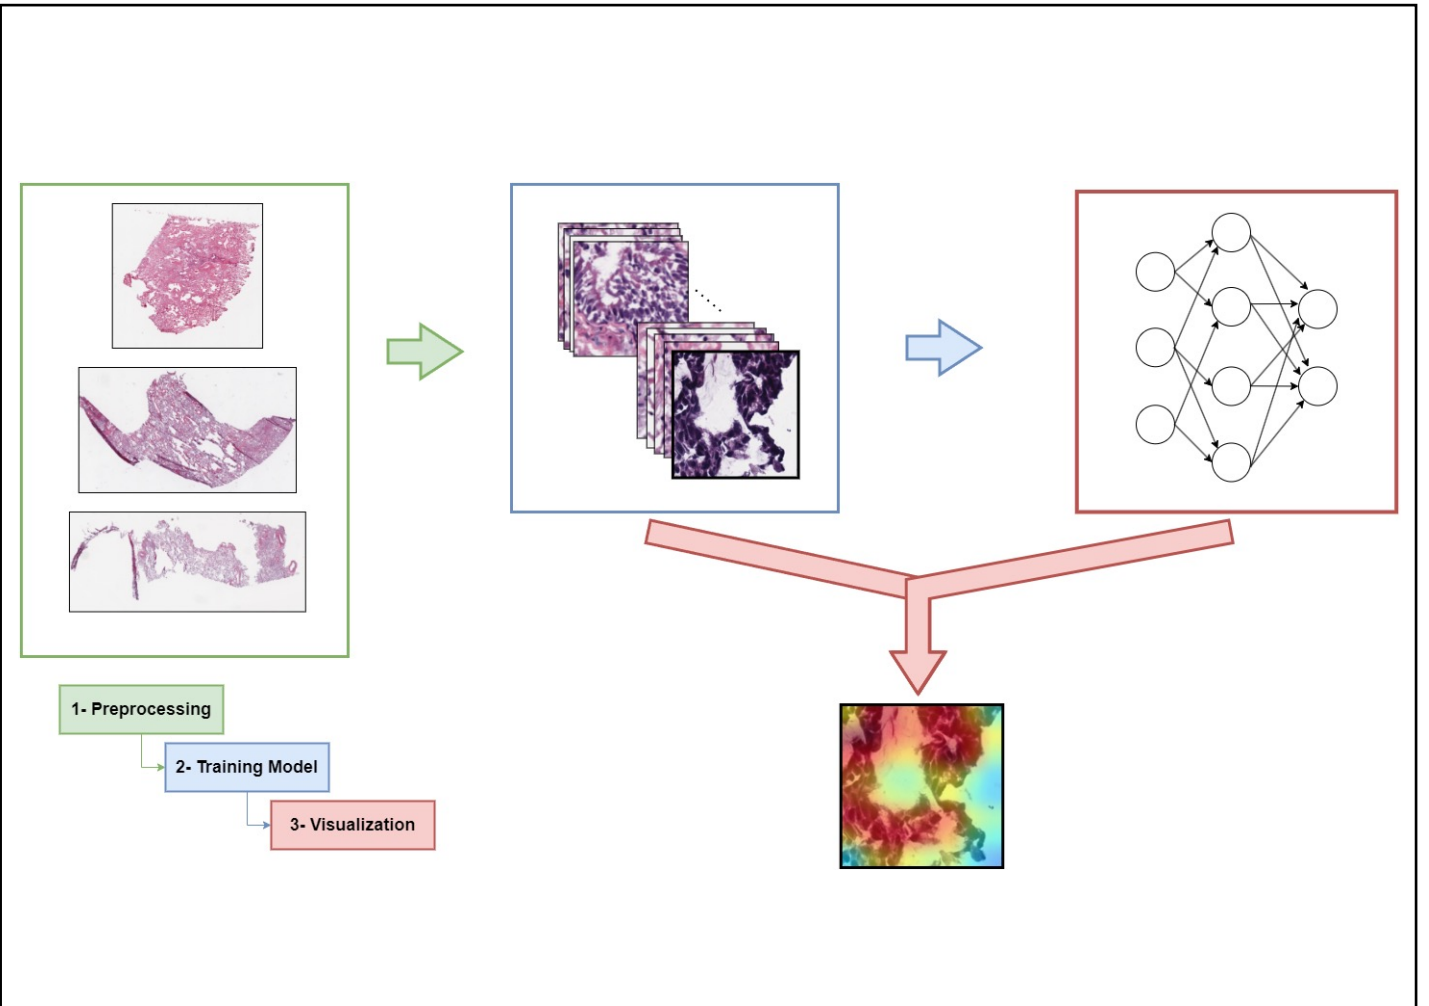 1- Preprocessing
2- Training Model
3- Visualization